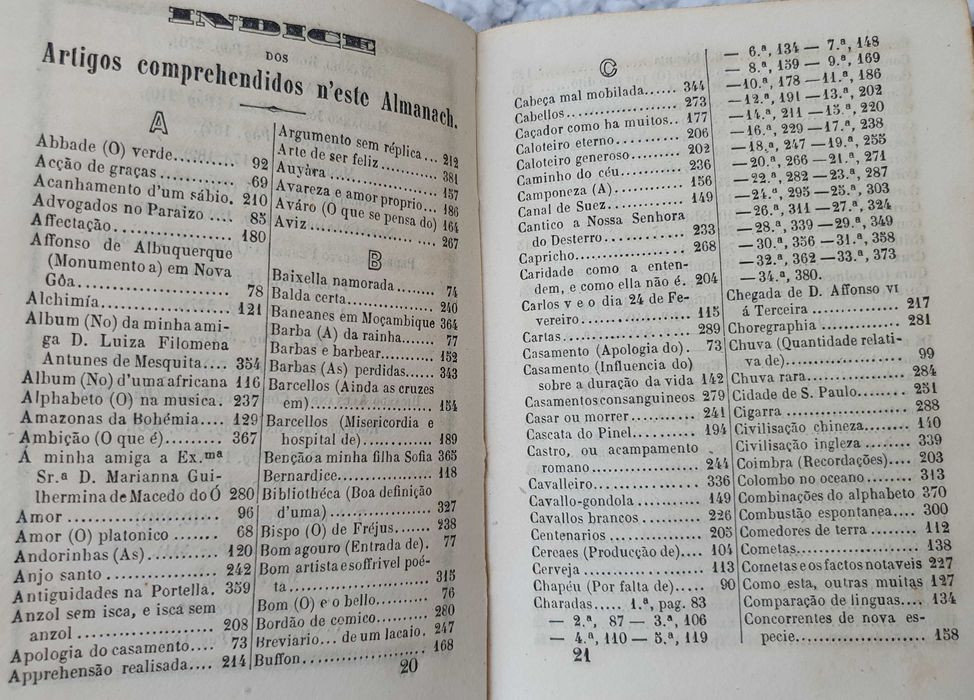 INDICE
DOS
Artigos comprehendidos n'este Almanach.
A
Abbade (O) verde.......... 92
Acção de graças............ 69
Acanhamento d'um sábio. 210
Advogados no Paraizo .... 85
Affectação................ 180
Affonso de Albuquerque
(Monumento a) em Nova
Gôa.................... 78
Alchimía.................. 121
Album (No) da minha ami-
ga D. Luiza Filomena
Antunes de Mesquita.... 354
Album (No) d'uma africana 116
Alphabeto (O) na musica. 237
Amazonas da Bohémia .. 129
Ambição (O que é)........ 367
Á minha amiga a Ex.ma
Sr.a D. Marianna Gui-
lhermina de Macedo do Ó 280
Amor .................... 96
Amor (O) platonico ....... 68
Andorinhas (As)........... 120
Anjo santo ............... 242
Antiguidades na Portella. 359
Anzol sem isca, e isca sem
anzol .................. 208
Apologia do casamento.... 73
Apprehensão realisada.... 214
Argumento sem réplica... 212
Arte de ser feliz.......... 381
Auyàra.................. 157
Avareza e amor proprio... 186
Aváro (O que se pensa do) 164
Aviz .................... 267
B
Baixella namorada ....... 74
Balda certa.............. 240
Baneanes em Moçambique 364
Barba (A) da rainha...... 77
Barbas e barbear......... 152
Barbas (As) perdidas..... 343
Barcellos (Ainda as cruzes
em).................... 154
Barcellos (Misericordia e
hospital de)............ 189
Benção a minha filha Sofia 365
Bernardice............... 118
Bibliothéca (Boa definição
d'uma) ................ 327
Bispo (O) de Fréjus...... 238
Bom agouro (Entrada de). 77
Bom artista e soffrivel poé-
ta..................... 315
Bom (O) e o bello........ 76
Bordão de comico........ 280
Breviario... de um lacaio. 247
Buffon .................. 168
20
C
Cabeça mal mobilada...... 344
Cabellos................. 273
Caçador como ha muitos.. 177
Caloteiro eterno.......... 206
Caloteiro generoso........ 202
Caminho do céu.......... 236
Camponeza (A) .......... 156
Canal de Suez............ 149
Cantico a Nossa Senhora
do Desterro............ 233
Capricho................. 268
Caridade como a enten-
dem, e como ella não é. 204
Carlos v e o dia 24 de Fe-
vereiro................. 115
Cartas................... 289
Casamento (Apologia do). 73
Casamento (Influencia do)
sobre a duração da vida 142
Casamentos consanguineos 279
Casar ou morrer.......... 241
Cascata do Pinel.......... 194
Castro, ou acampamento
romano ................ 244
Cavalleiro................ 336
Cavallo-gondola .......... 149
Cavallos brancos ......... 226
Centenarios .............. 205
Cereaes (Producção de)... 104
Cerveja ................. 113
Chapéu (Por falta de)..... 90
Charadas..... 1.ª, pag. 83
— 2.ª, 87 — 3.ª, 106
— 4.ª, 110 — 5.ª, 119
— 6.ª, 134 — 7.ª, 148
— 8.ª, 159 — 9.ª, 169
—10.ª, 178 —11.ª, 186
—12.ª, 191 —13.ª, 202
—14.ª, 211 —15.ª, 220
—16.ª, 229 —17.ª, 238
—18.ª, 247 —19.ª, 255
—20.ª, 266 —21.ª, 271
—22.ª, 282 —23.ª, 287
—24.ª, 295 —25.ª, 303
—26.ª, 311 —27.ª, 324
—28.ª, 339 —29.ª, 349
—30.ª, 356 —31.ª, 358
—32.ª, 362 —33.ª, 373
—34.ª, 380.
Chegada de D. Affonso VI
á Terceira .............. 217
Choregraphia ............. 281
Chuva (Quantidade relati-
va de).................. 99
Chuva rara............... 284
Cidade de S. Paulo........ 251
Cigarra .................. 288
Civilisação chineza........ 140
Civilisação ingleza ........ 339
Coimbra (Recordações).... 203
Colombo no oceano....... 313
Combinações do alphabeto 370
Combustão espontanea.... 300
Comedores de terra ....... 112
Cometas.................. 138
Cometas e os factos notaveis 227
Como esta, outras muitas 127
Comparação de linguas.... 134
Concorrentes de nova es-
pecie................... 158
21